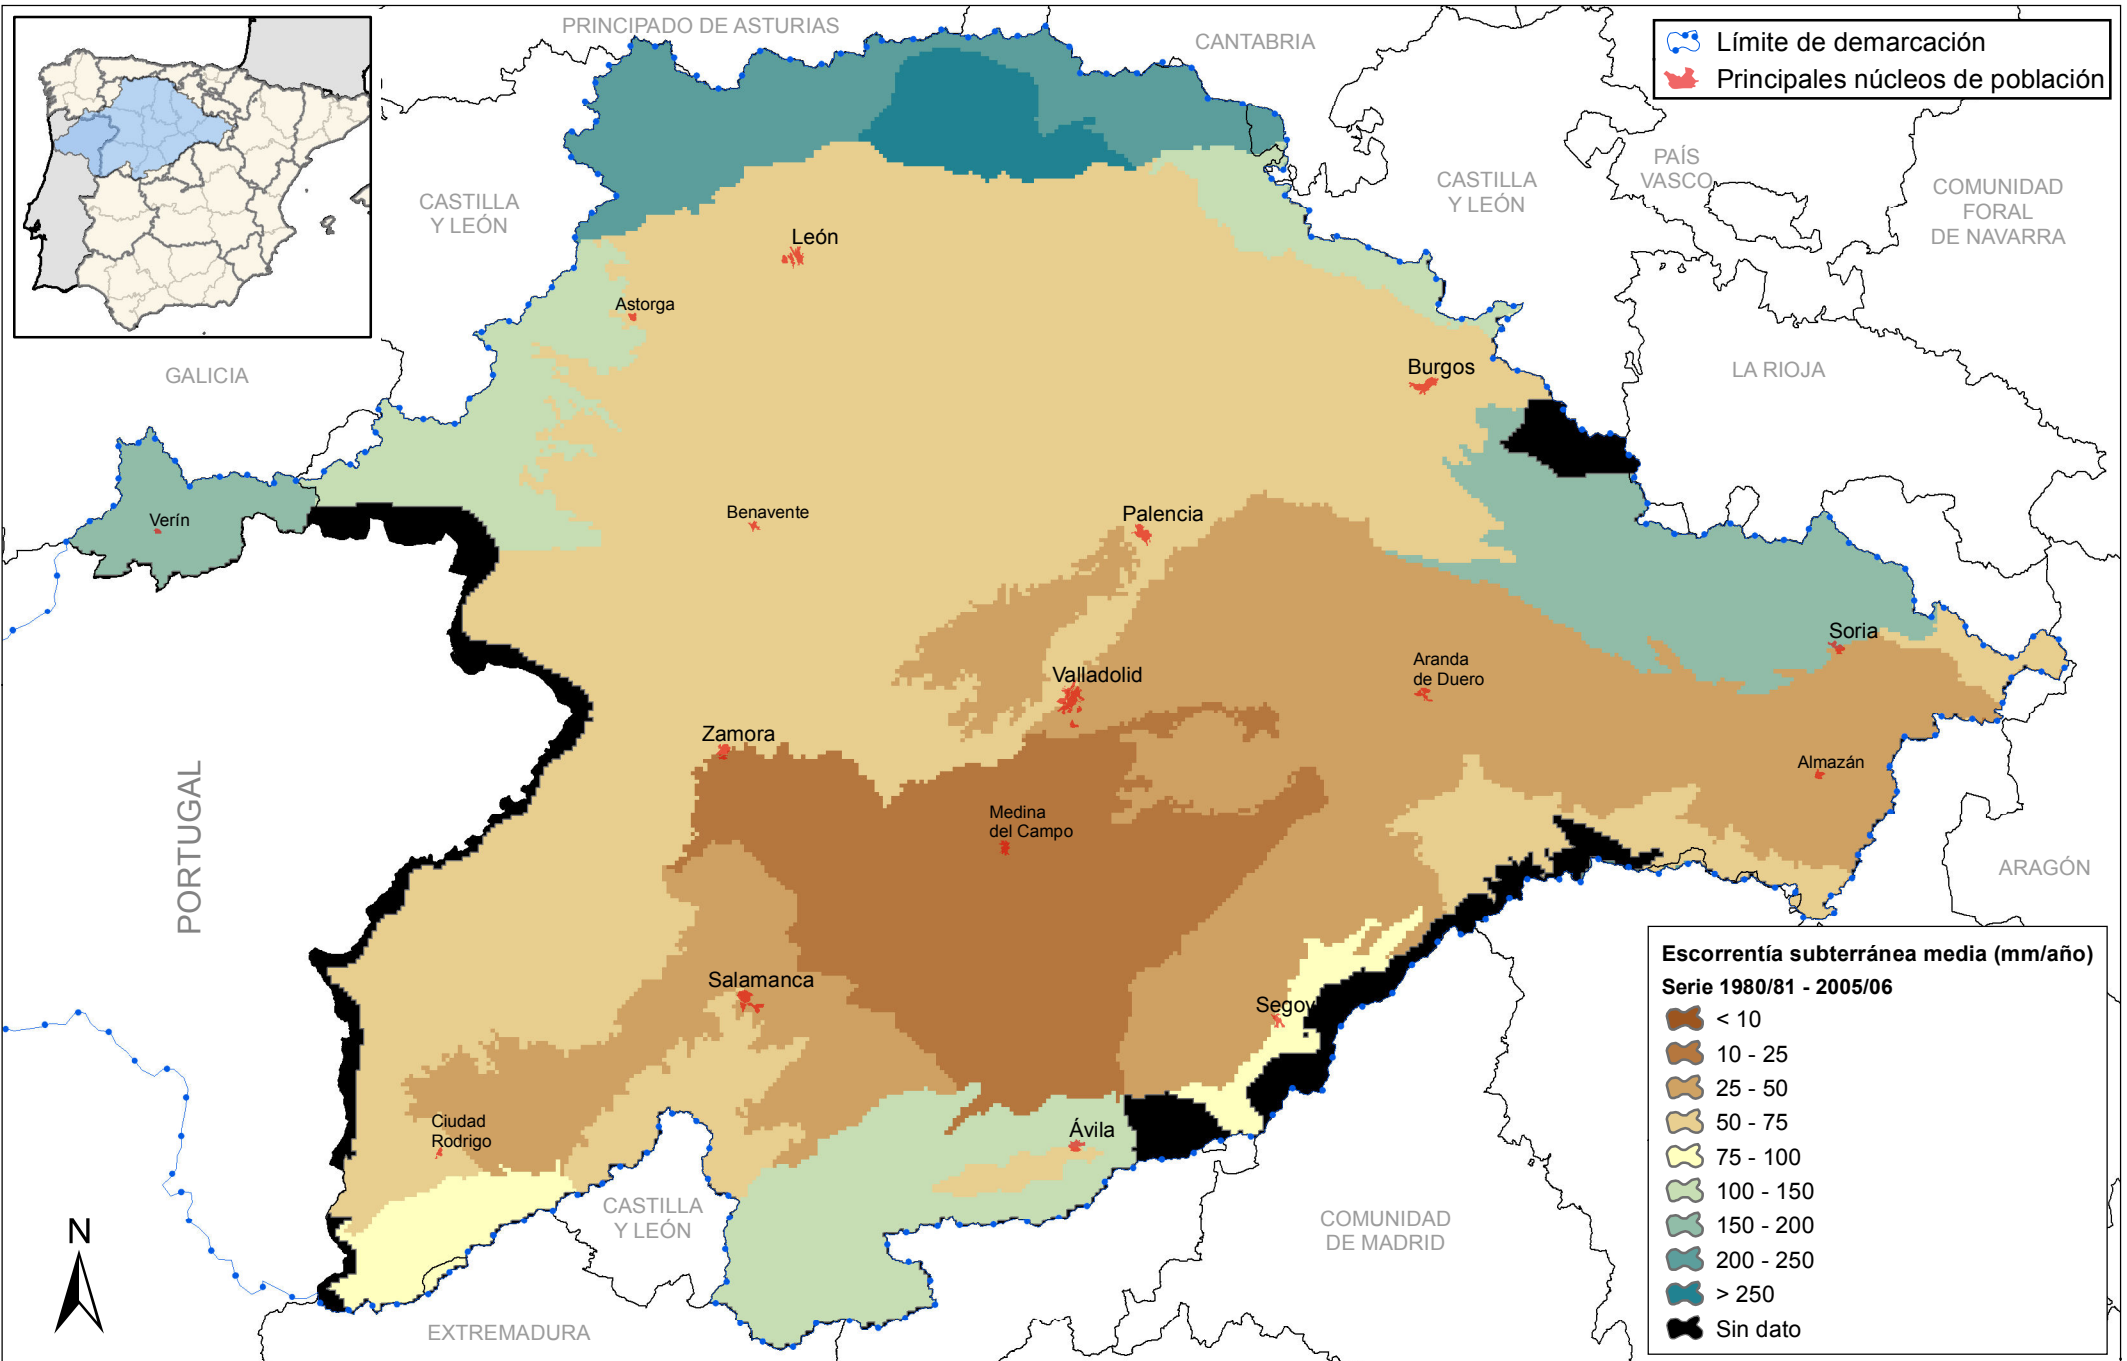 PRINCIPADO DE ASTURIAS
CANTABRIA
Límite de demarcación
Principales núcleos de población
PAÍS
VASCO
CASTILLA
Y LEÓN
COMUNIDAD
FORAL
DE NAVARRA
CASTILLA
Y LEÓN
León
Astorga
GALICIA
Burgos
LA RIOJA
Verín
Benavente
Palencia
Soria
Aranda
de Duero
Valladolid
Zamora
Almazán
Medina
del Campo
PORTUGAL
ARAGÓN
Salamanca
Segov
Ciudad
Rodrigo
Ávila
CASTILLA
Y LEÓN
COMUNIDAD
DE MADRID
EXTREMADURA
N
Escorrentía subterránea media (mm/año)
Serie 1980/81 - 2005/06
< 10
10 - 25
25 - 50
50 - 75
75 - 100
100 - 150
150 - 200
200 - 250
> 250
Sin dato